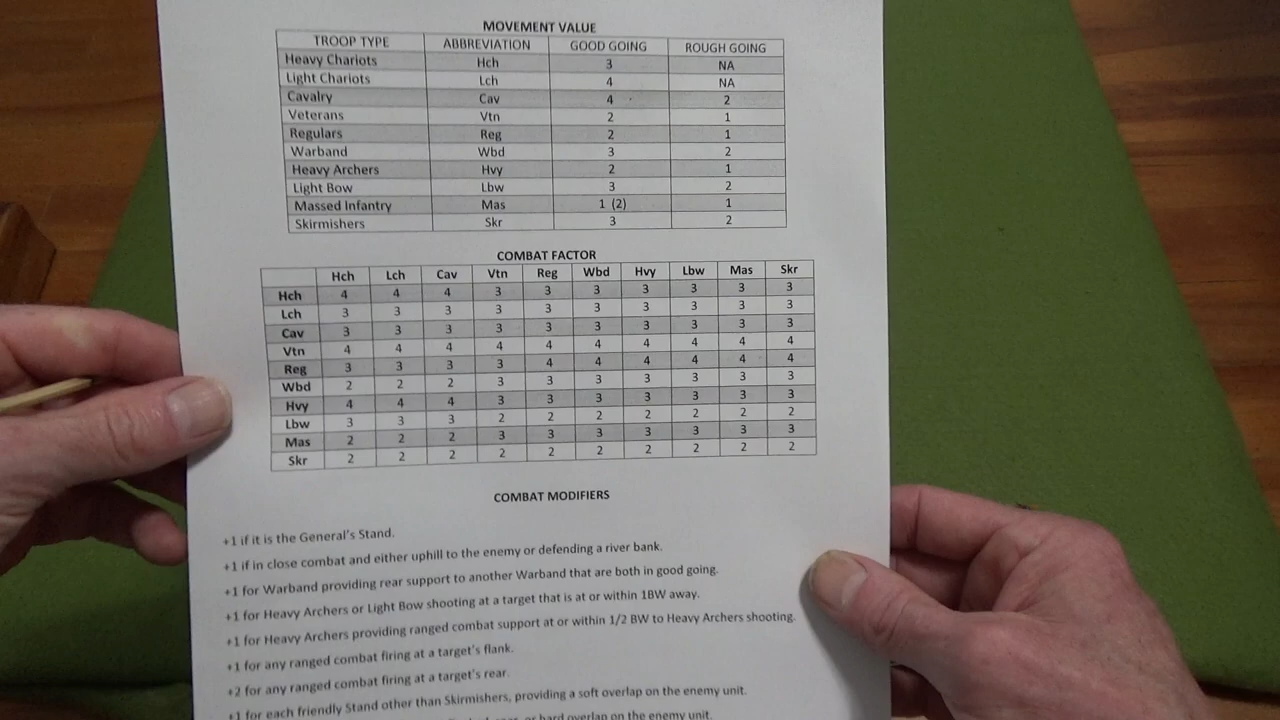 MOVEMENT VALUE
TROOP TYPE ABBREVIATION GOOD GOING ROUGH GOING
Heavy Chariots Hch 3 NA
Light Chariots Lch 4 NA
Cavalry Cav 4 2
Veterans Vtn 2 1
Regulars Reg 2 1
Warband Wbd 3 2
Heavy Archers Hvy 2 1
Light Bow Lbw 3 2
Massed Infantry Mas 1 (2) 1
Skirmishers Skr 3 2
COMBAT FACTOR
Hch Lch Cav Vtn Reg Wbd Hvy Lbw Mas Skr
Hch 4 4 4 3 3 3 3 3 3 3
Lch 3 3 3 3 3 3 3 3 3 3
Cav 3 3 3 3 3 3 3 3 3 3
Vtn 4 4 4 4 4 4 4 4 4 4
Reg 3 3 3 3 4 4 4 4 4 4
Wbd 2 2 2 3 3 3 3 3 3 3
Hvy 4 4 4 3 3 3 3 3 3 3
Lbw 3 3 3 2 2 2 2 2 2 2
Mas 2 2 2 3 3 3 3 3 3 3
Skr 2 2 2 2 2 2 2 2 2 2
COMBAT MODIFIERS
+1 if it is the General's Stand.
+1 if in close combat and either uphill to the enemy or defending a river bank.
+1 for Warband providing rear support to another Warband that are both in good going.
+1 for Heavy Archers or Light Bow shooting at a target that is at or within 1BW away.
+1 for Heavy Archers providing ranged combat support at or within 1/2 BW to Heavy Archers shooting.
+1 for any ranged combat firing at a target's flank.
+2 for any ranged combat firing at a target's rear.
+1 for each friendly Stand other than Skirmishers, providing a soft overlap on the enemy unit.
or hard overlap on the enemy unit.